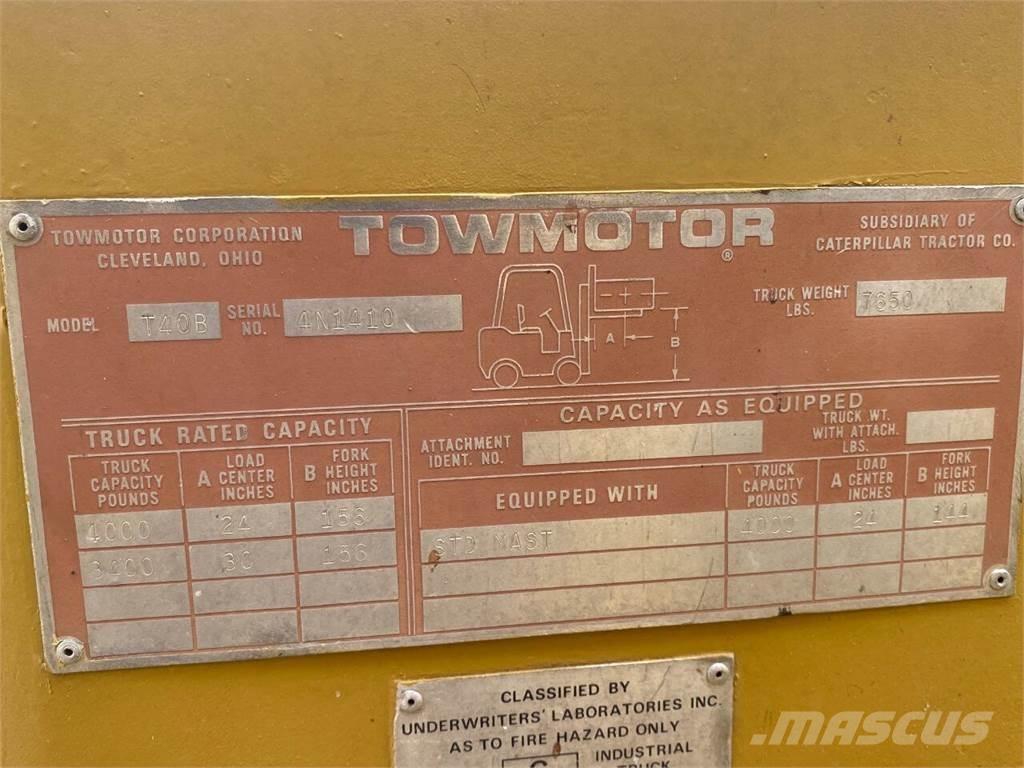 TOWMOTOR CORPORATION
CLEVELAND, OHIO
TOWMOTOR®
SUBSIDIARY OF
CATERPILLAR TRACTOR CO.
MODEL T40B SERIAL NO. 4N1410
A
B
TRUCK WEIGHT LBS. 7650
TRUCK RATED CAPACITY
TRUCK CAPACITY POUNDS
A LOAD CENTER INCHES
B FORK HEIGHT INCHES
4000 24 156
3400 30 156
CAPACITY AS EQUIPPED
ATTACHMENT IDENT. NO.
TRUCK WT. WITH ATTACH. LBS.
EQUIPPED WITH
TRUCK CAPACITY POUNDS
A LOAD CENTER INCHES
B FORK HEIGHT INCHES
STD MAST 4000 24 144
CLASSIFIED BY
UNDERWRITERS' LABORATORIES INC.
AS TO FIRE HAZARD ONLY
G INDUSTRIAL
TRUCK
MASCUS